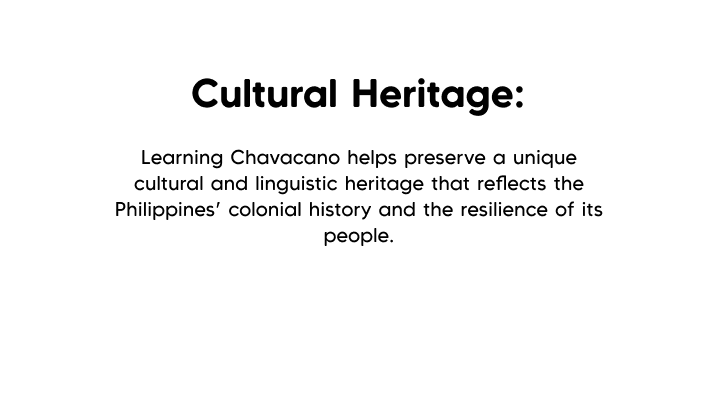 Cultural Heritage:
Learning Chavacano helps preserve a unique
cultural and linguistic heritage that reflects the
Philippines’ colonial history and the resilience of its
people.